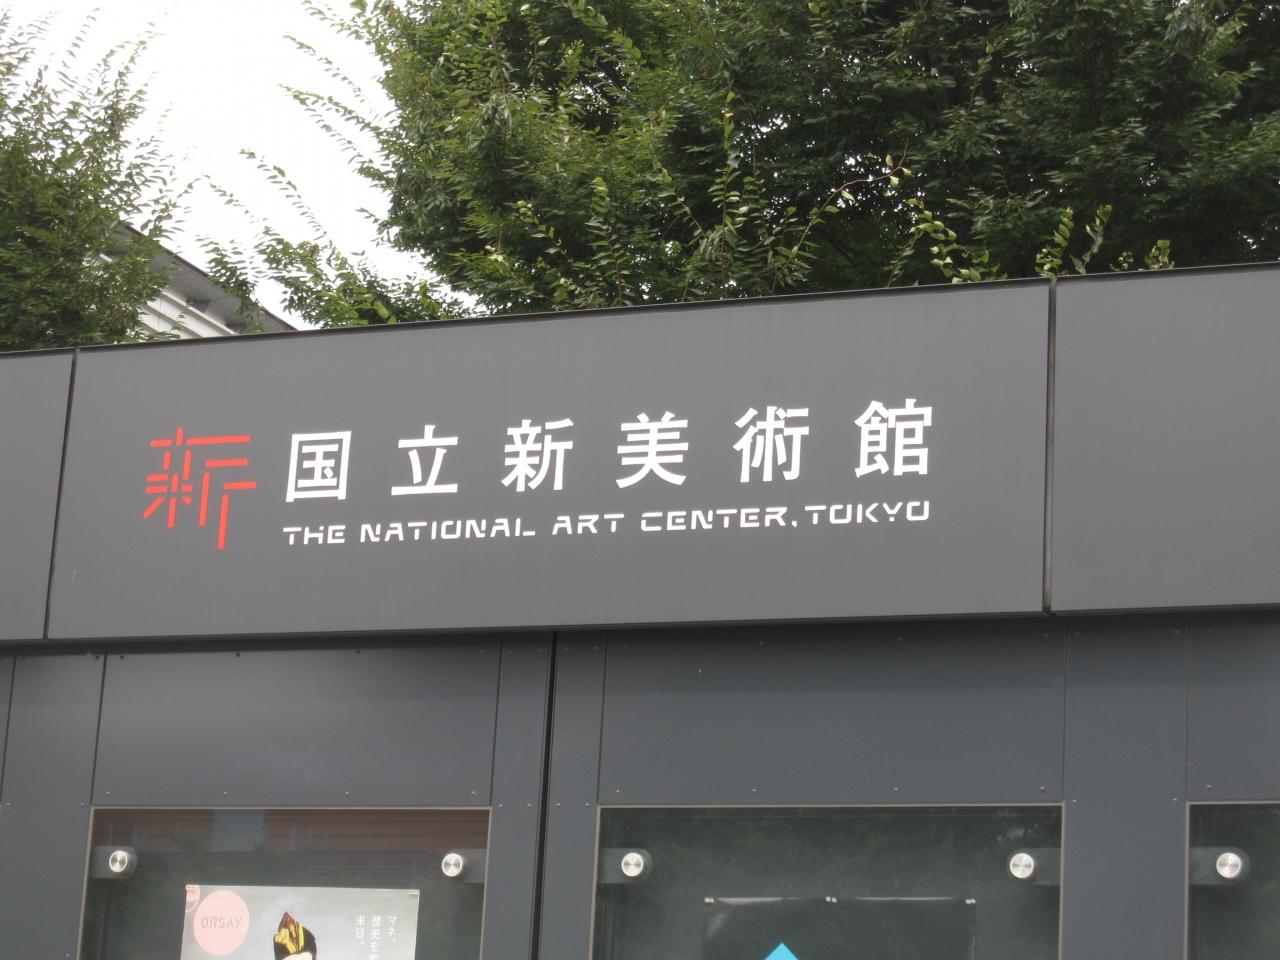 新 国立新美術館
THE NATIONAL ART CENTER, TOKYO
ORSAY
マネ、
歴史を
来日。